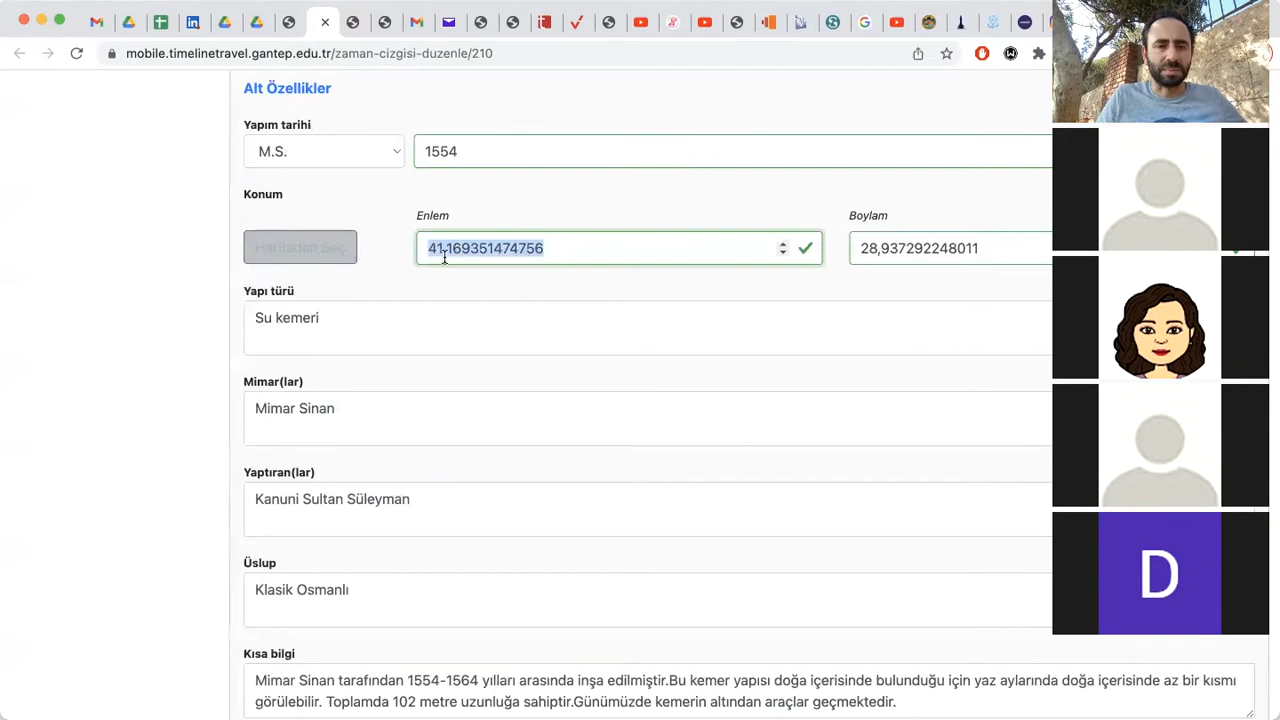 mobile.timelinetravel.gantep.edu.tr/zaman-cizgisi-duzenle/210
Alt Özellikler
Yapım tarihi
M.S.
1554
Konum
Enlem
Boylam
Haritadan Seç
41,169351474756
28,937292248011
Yapı türü
Su kemeri
Mimar(lar)
Mimar Sinan
Yaptıran(lar)
Kanuni Sultan Süleyman
Üslup
Klasik Osmanlı
D
Kısa bilgi
Mimar Sinan tarafından 1554-1564 yılları arasında inşa edilmiştir.Bu kemer yapısı doğa içerisinde bulunduğu için yaz aylarında doğa içerisinde az bir kısmı
görülebilir. Toplamda 102 metre uzunluğa sahiptir.Günümüzde kemerin altından araçlar geçmektedir.